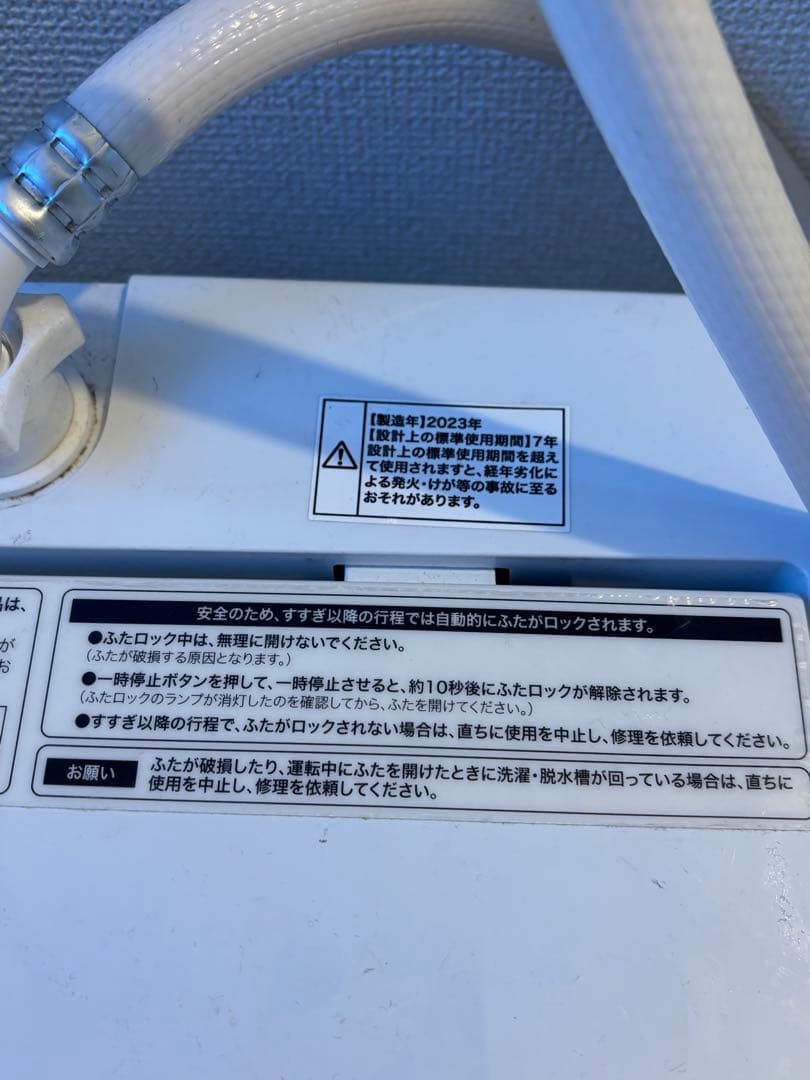 【製造年】2023年
【設計上の標準使用期間】7年
設計上の標準使用期間を超え
て使用されますと、経年劣化に
よる発火・けが等の事故に至る
おそれがあります。
は、
が
お
安全のため、すすぎ以降の行程では自動的にふたがロックされます。
●ふたロック中は、無理に開けないでください。
(ふたが破損する原因となります。)
●一時停止ボタンを押して、一時停止させると、約10秒後にふたロックが解除されます。
(ふたロックのランプが消灯したのを確認してから、ふたを開けてください。)
●すすぎ以降の行程で、ふたがロックされない場合は、直ちに使用を中止し、修理を依頼してください。
お願い
ふたが破損したり、運転中にふたを開けたときに洗濯・脱水槽が回っている場合は、直ちに
使用を中止し、修理を依頼してください。